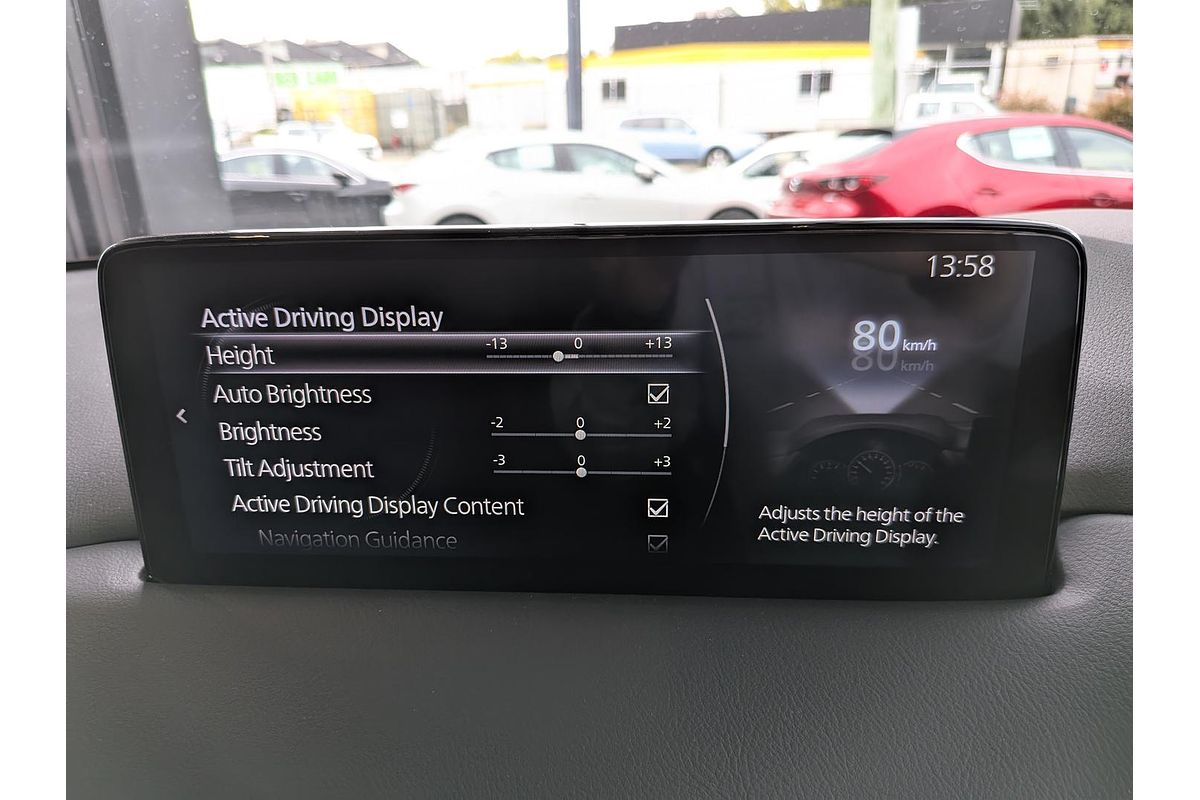 13:58
Active Driving Display
Height -13 0 +13
Auto Brightness
Brightness -2 0 +2
Tilt Adjustment -3 0 +3
Active Driving Display Content
Navigation Guidance
80 km/h
80 km/h
Adjusts the height of the
Active Driving Display.